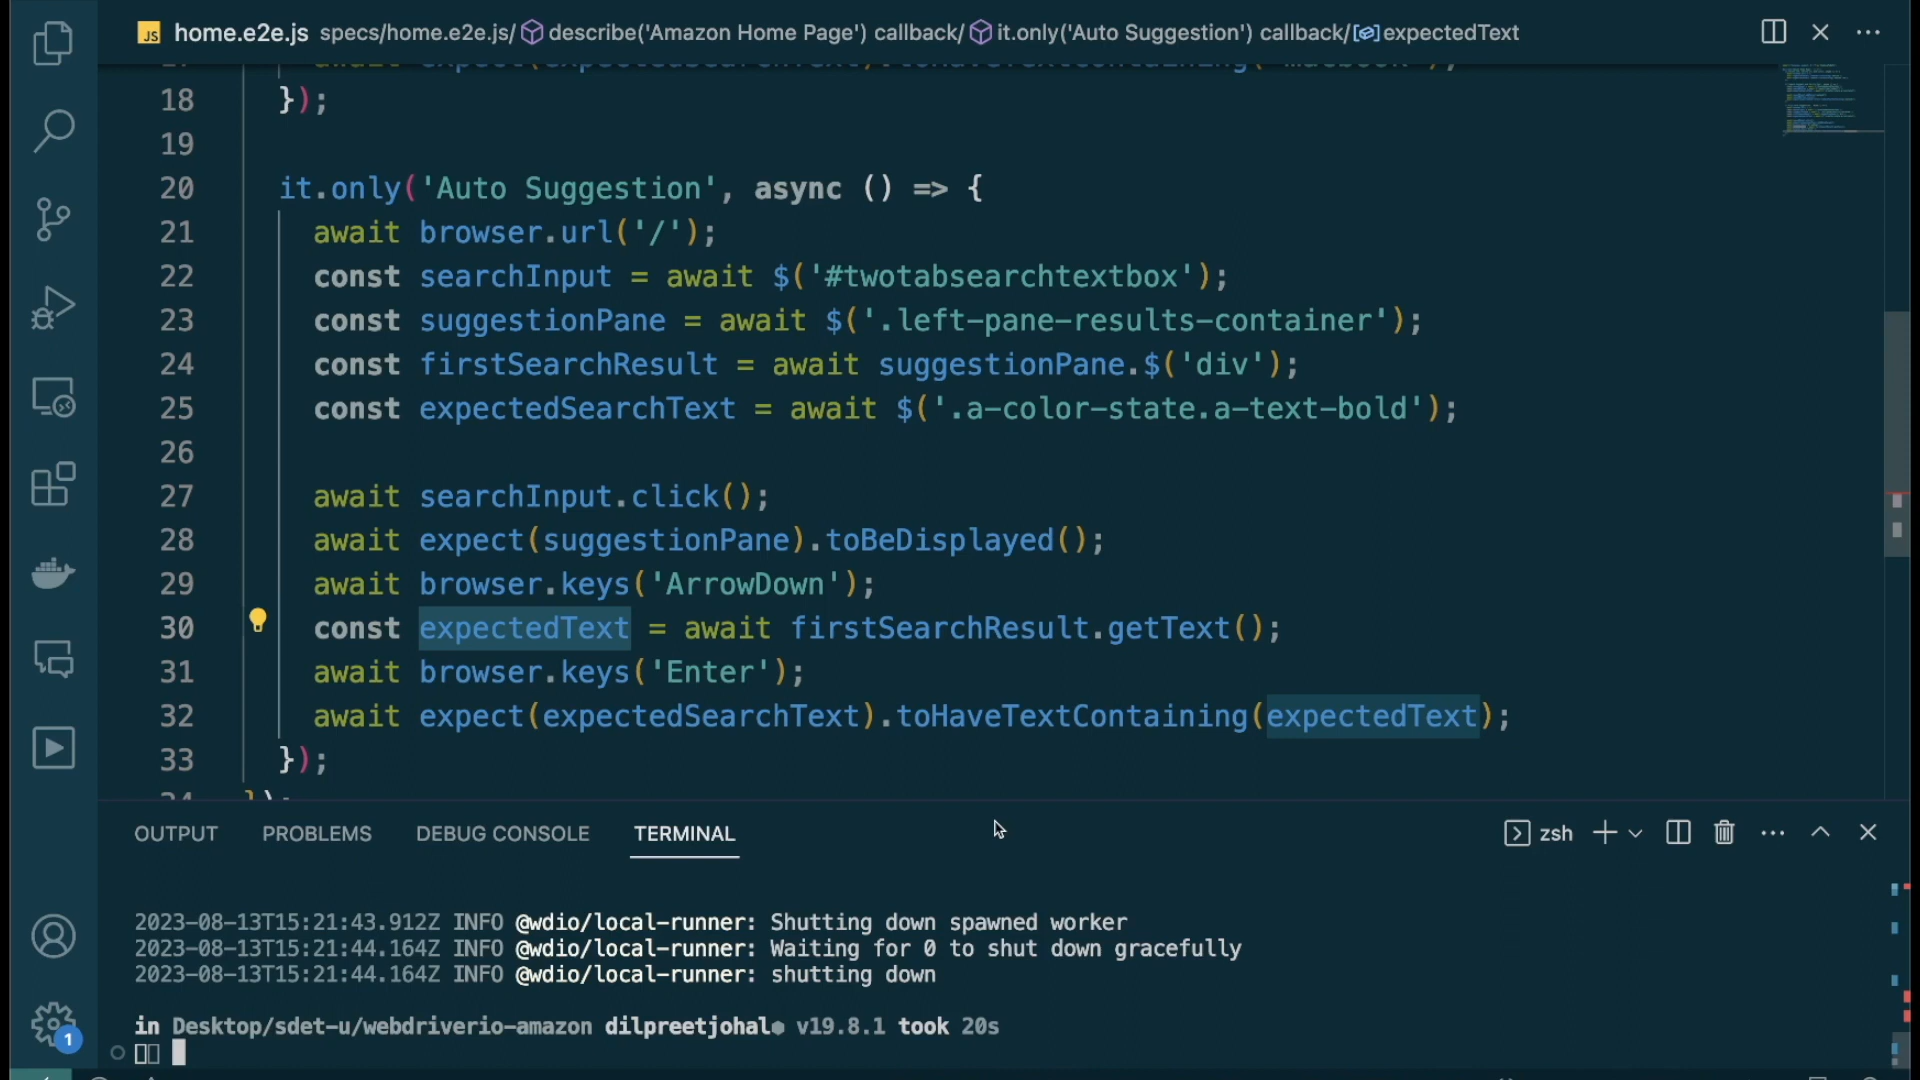 JS home.e2e.js specs/home.e2e.js/ describe('Amazon Home Page') callback/ it.only('Auto Suggestion') callback/ expectedText
18 });
19
20 it.only('Auto Suggestion', async () => {
21 await browser.url('/');
22 const searchInput = await $('#twotabsearchtextbox');
23 const suggestionPane = await $('.left-pane-results-container');
24 const firstSearchResult = await suggestionPane.$('div');
25 const expectedSearchText = await $('.a-color-state.a-text-bold');
26
27 await searchInput.click();
28 await expect(suggestionPane).toBeDisplayed();
29 await browser.keys('ArrowDown');
30 const expectedText = await firstSearchResult.getText();
31 await browser.keys('Enter');
32 await expect(expectedSearchText).toHaveTextContaining(expectedText);
33 });
OUTPUT PROBLEMS DEBUG CONSOLE TERMINAL zsh
2023-08-13T15:21:43.912Z INFO @wdio/local-runner: Shutting down spawned worker
2023-08-13T15:21:44.164Z INFO @wdio/local-runner: Waiting for 0 to shut down gracefully
2023-08-13T15:21:44.164Z INFO @wdio/local-runner: shutting down
in Desktop/sdet-u/webdriverio-amazon dilpreetjohal● v19.8.1 took 20s
1